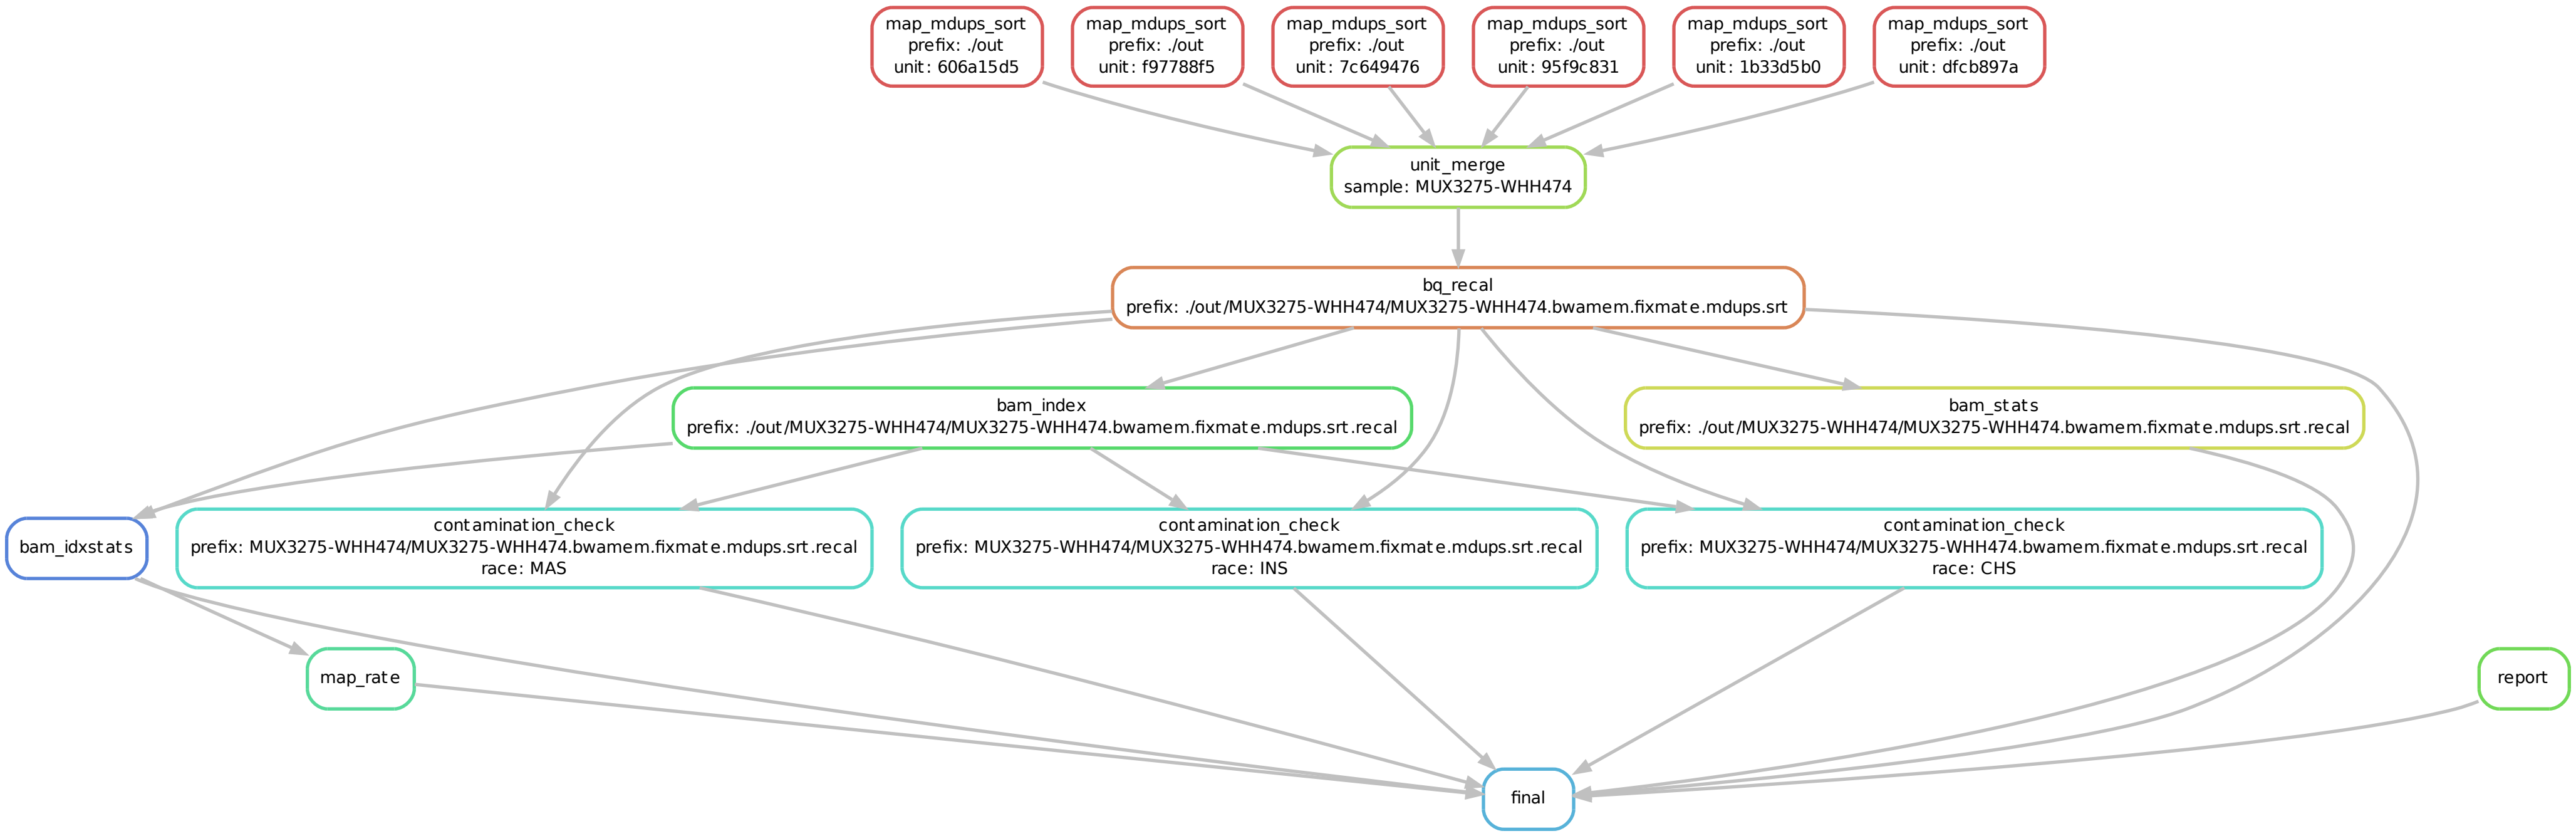 map_mdups_sort
prefix: ./out
unit: 606a15d5
map_mdups_sort
prefix: ./out
unit: f97788f5
map_mdups_sort
prefix: ./out
unit: 7c649476
map_mdups_sort
prefix: ./out
unit: 95f9c831
map_mdups_sort
prefix: ./out
unit: 1b33d5b0
map_mdups_sort
prefix: ./out
unit: dfcb897a
unit_merge
sample: MUX3275-WHH474
bq_recal
prefix: ./out/MUX3275-WHH474/MUX3275-WHH474.bwamem.fixmate.mdups.srt
bam_index
prefix: ./out/MUX3275-WHH474/MUX3275-WHH474.bwamem.fixmate.mdups.srt.recal
bam_stats
prefix: ./out/MUX3275-WHH474/MUX3275-WHH474.bwamem.fixmate.mdups.srt.recal
bam_idxstats
contamination_check
prefix: MUX3275-WHH474/MUX3275-WHH474.bwamem.fixmate.mdups.srt.recal
race: MAS
contamination_check
prefix: MUX3275-WHH474/MUX3275-WHH474.bwamem.fixmate.mdups.srt.recal
race: INS
contamination_check
prefix: MUX3275-WHH474/MUX3275-WHH474.bwamem.fixmate.mdups.srt.recal
race: CHS
map_rate
report
final